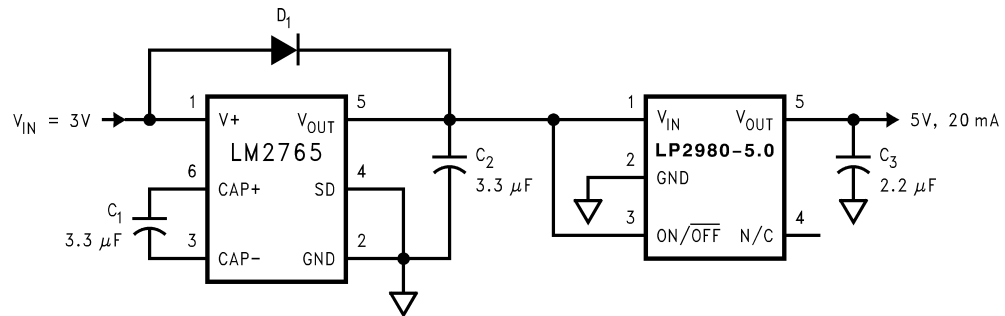 D1
1
5
1
5
VIN = 3V
V+
VOUT
VIN
VOUT
5V, 20 mA
LM2765
LP2980-5.0
C2
3.3 μF
C3
2.2 μF
6
4
2
CAP+
SD
GND
C1
3.3 μF
3
2
3
4
CAP-
GND
ON/OFF
N/C